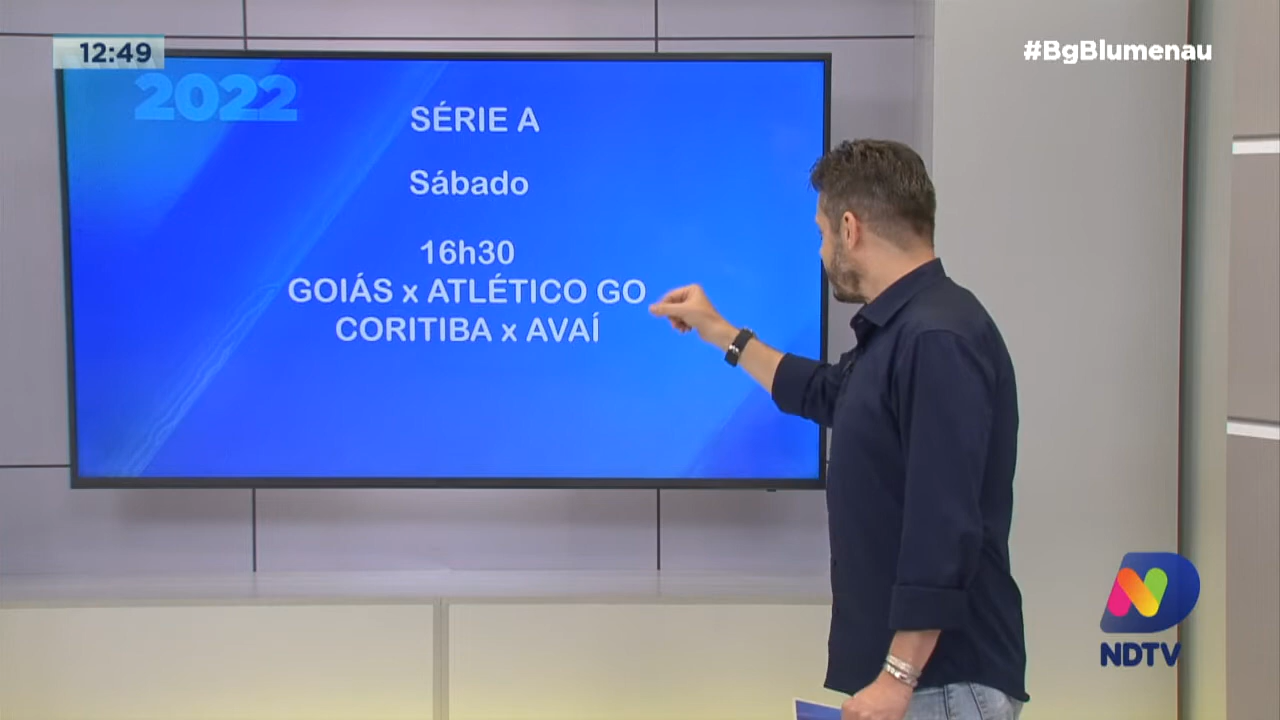 12:49
#BgBlumenau
2022
SÉRIE A
Sábado
16h30
GOIÁS x ATLÉTICO GO
CORITIBA x AVAÍ
NDTV